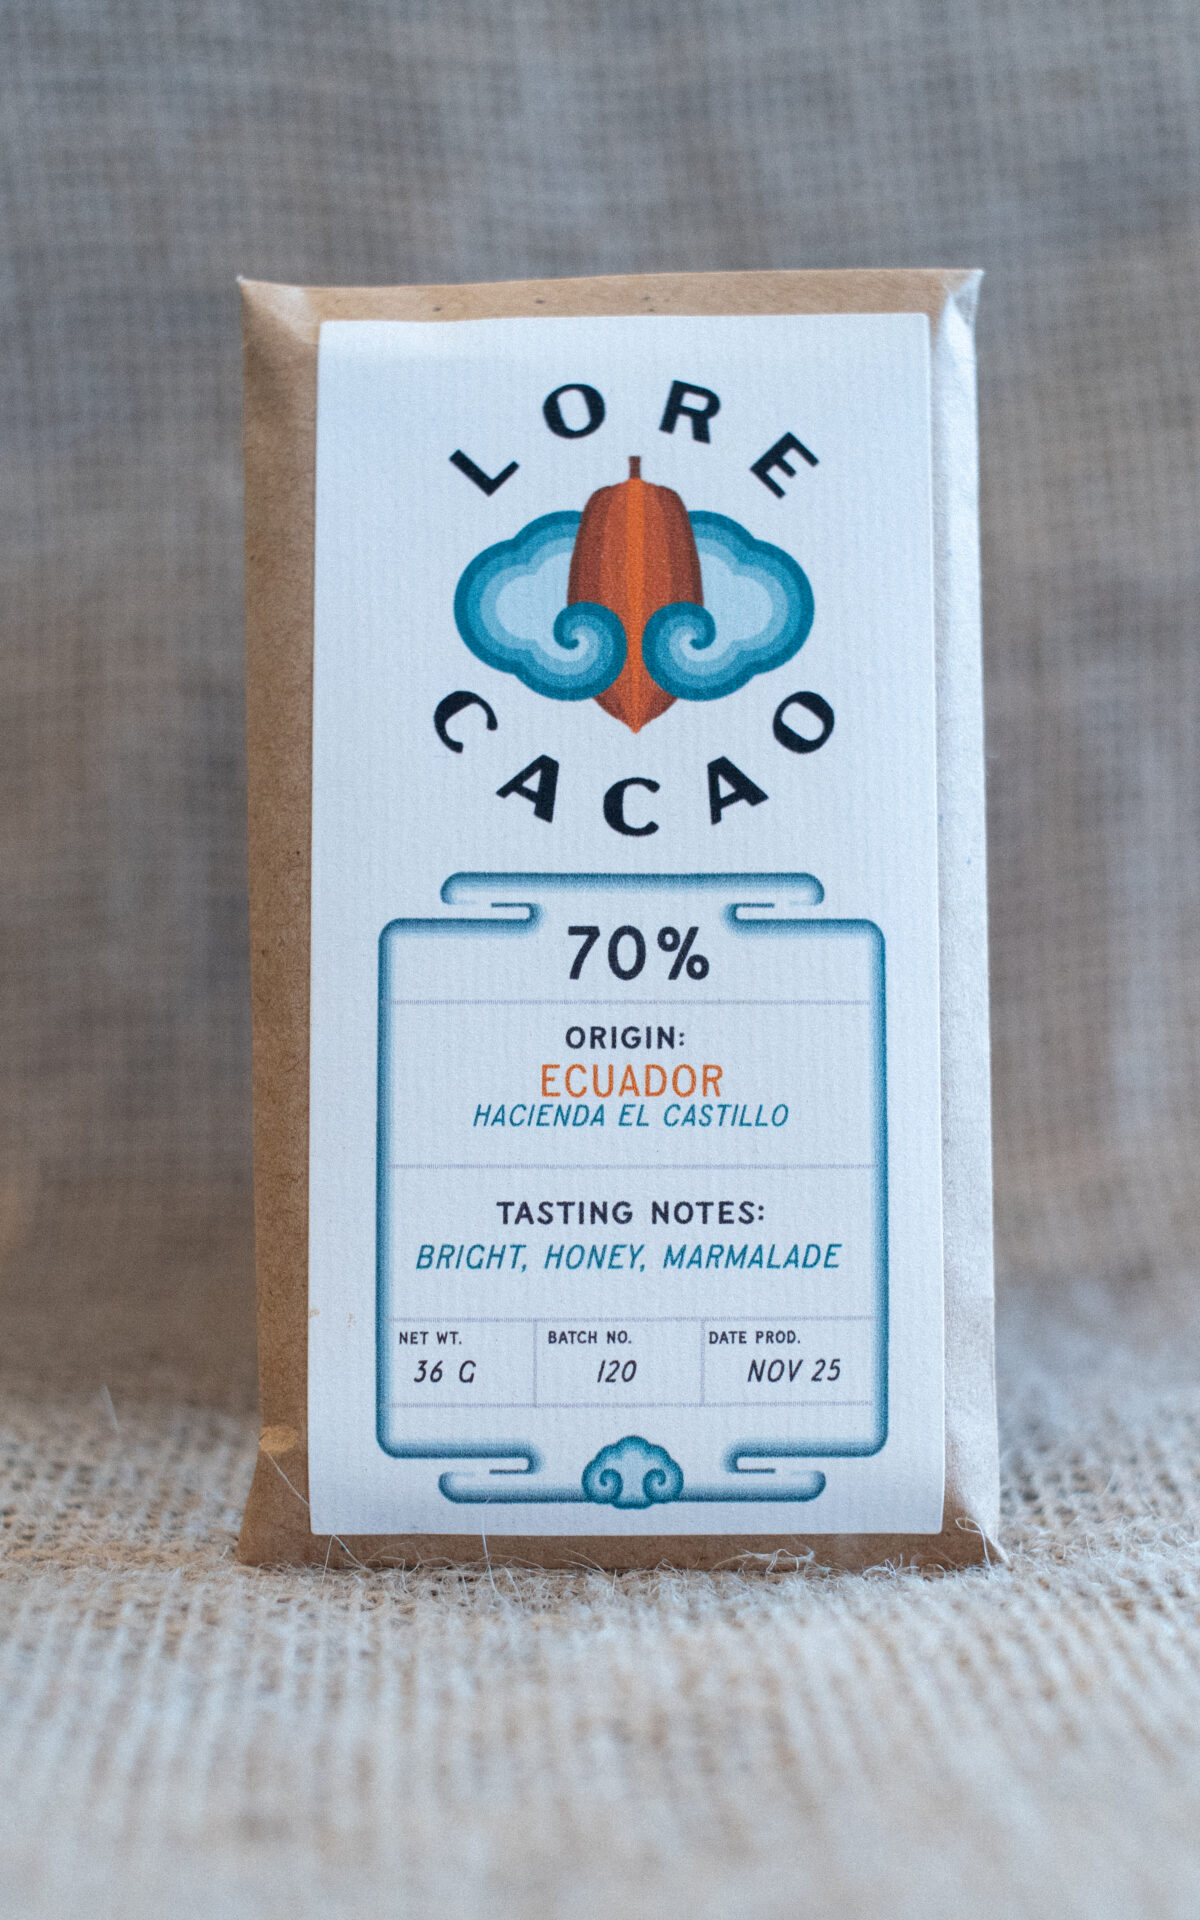 LORE
CACAO
70%
ORIGIN:
ECUADOR
HACIENDA EL CASTILLO
TASTING NOTES:
BRIGHT, HONEY, MARMALADE
NET WT.
36 G
BATCH NO.
120
DATE PROD.
NOV 25